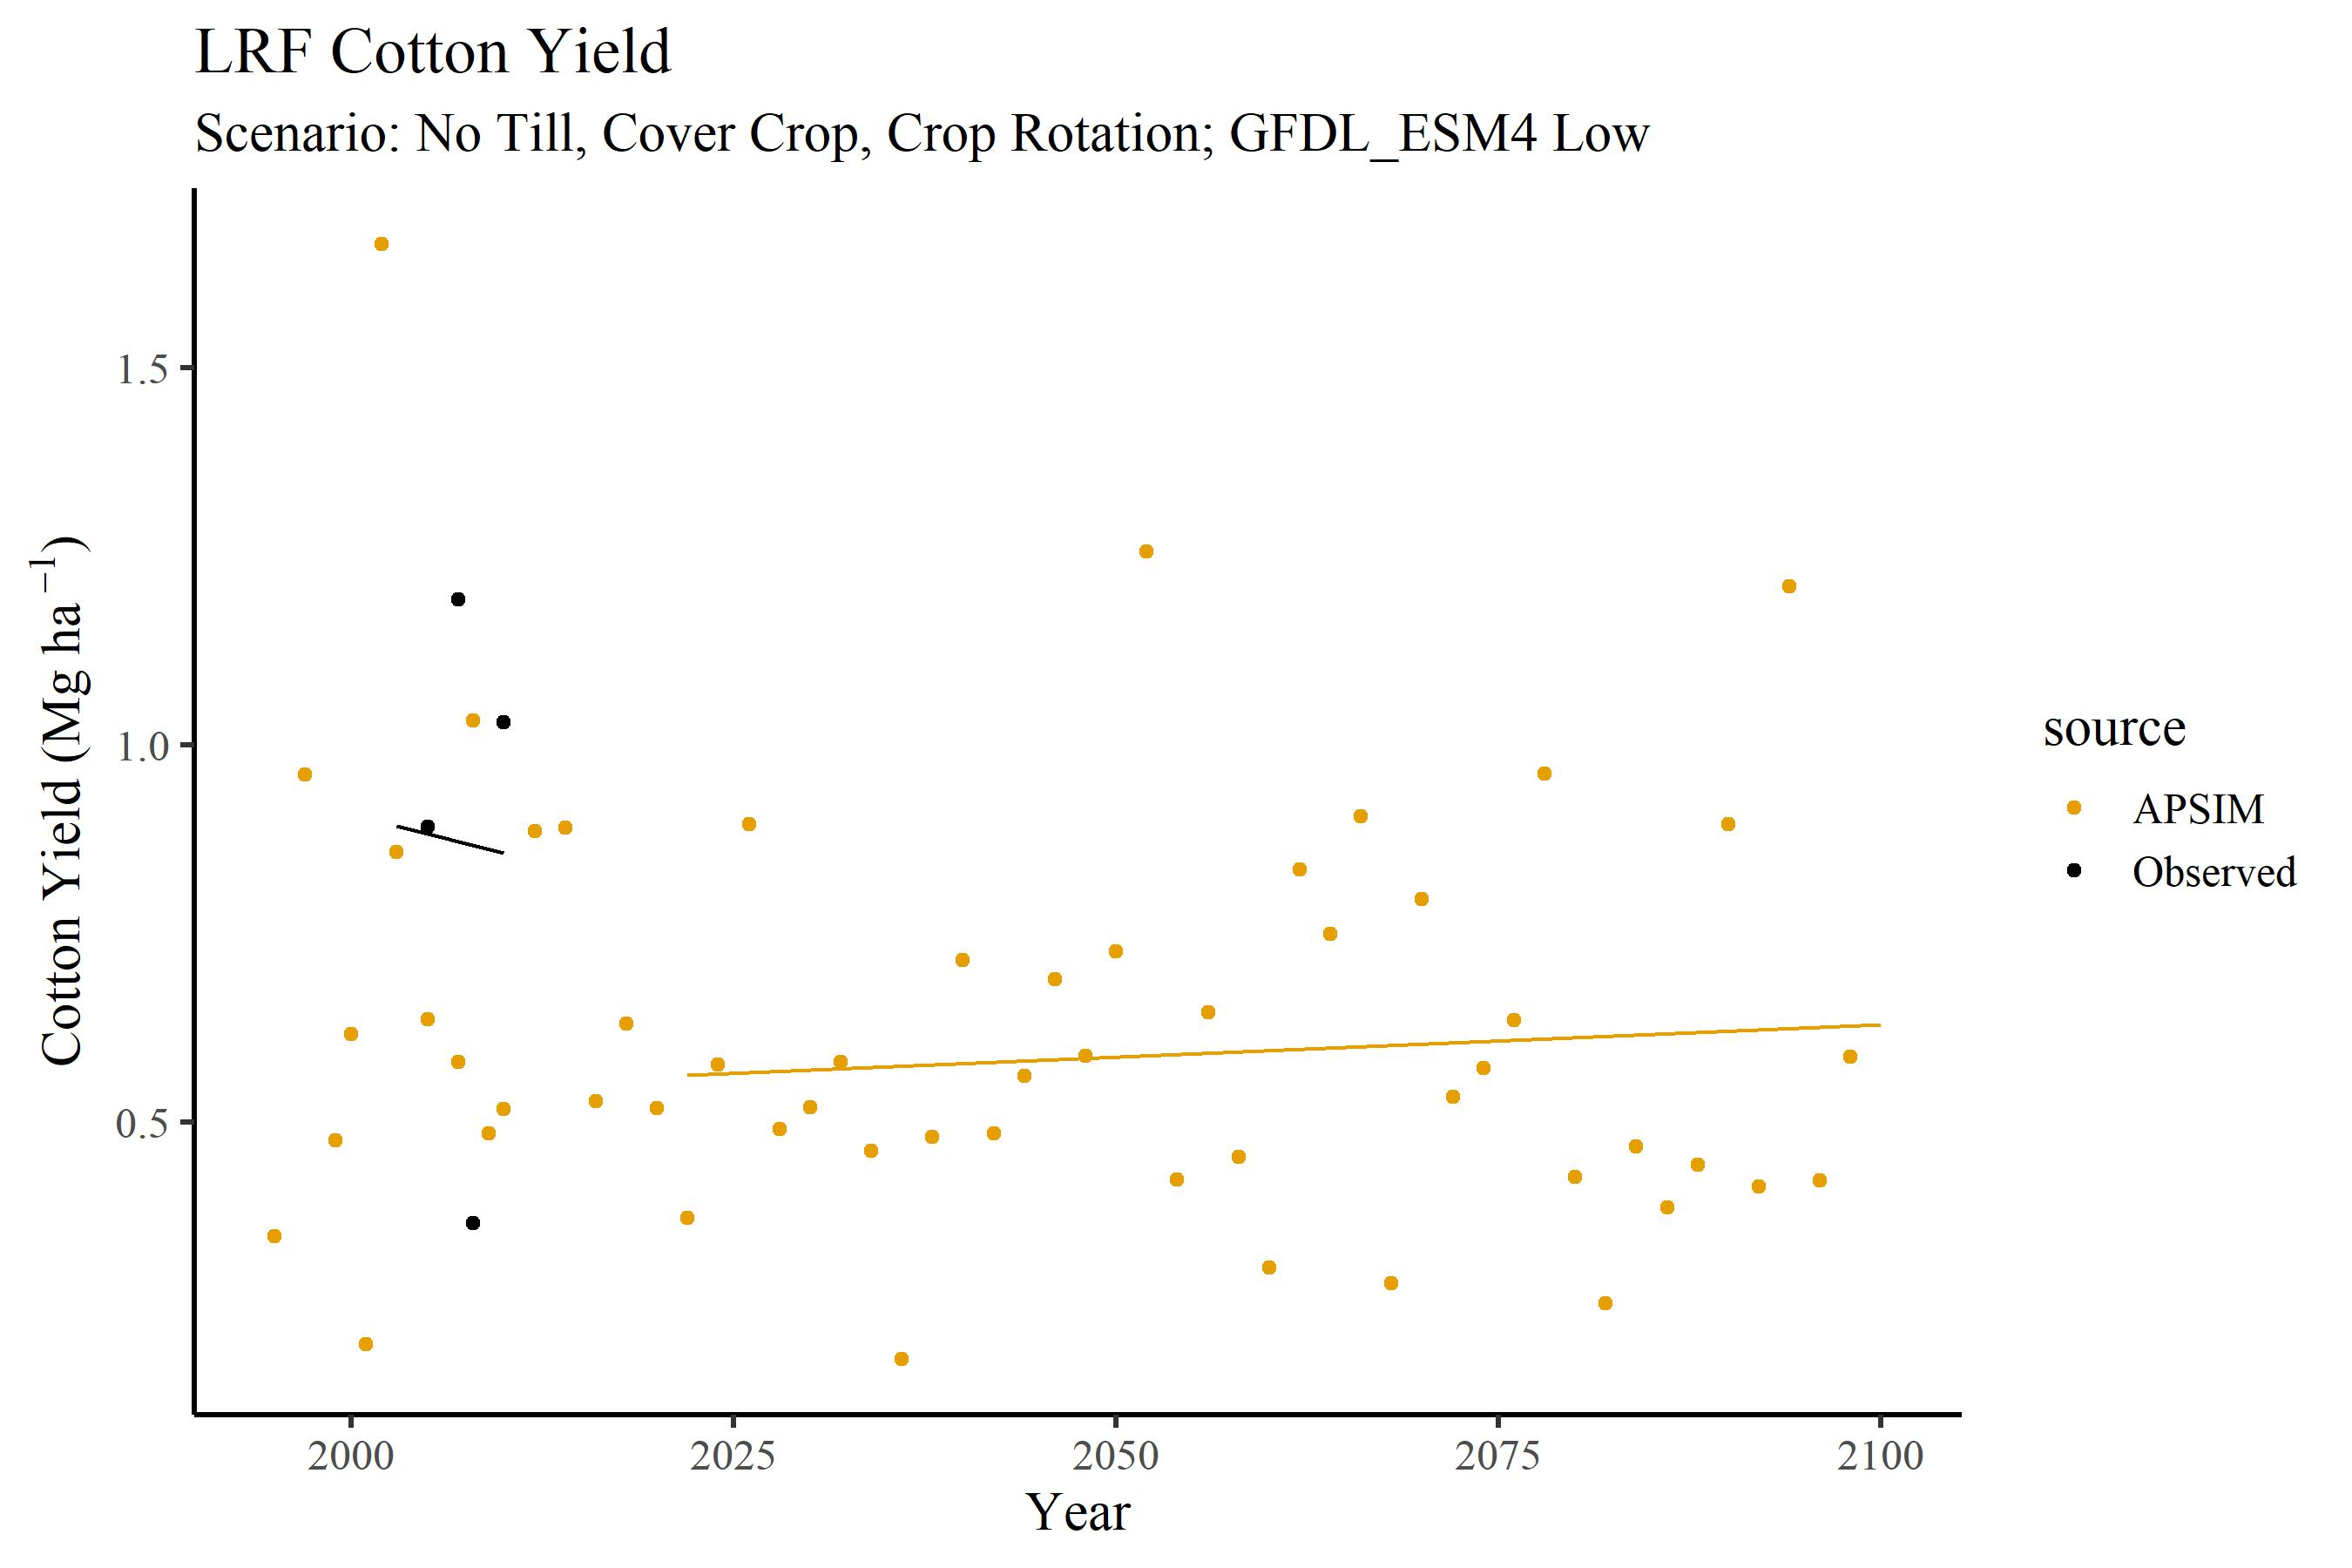 LRF Cotton Yield
Scenario: No Till, Cover Crop, Crop Rotation; GFDL_ESM4 Low
Cotton Yield (Mg ha⁻¹)
1.5
1.0
0.5
2000 2025 2050 2075 2100
Year
source
APSIM
Observed